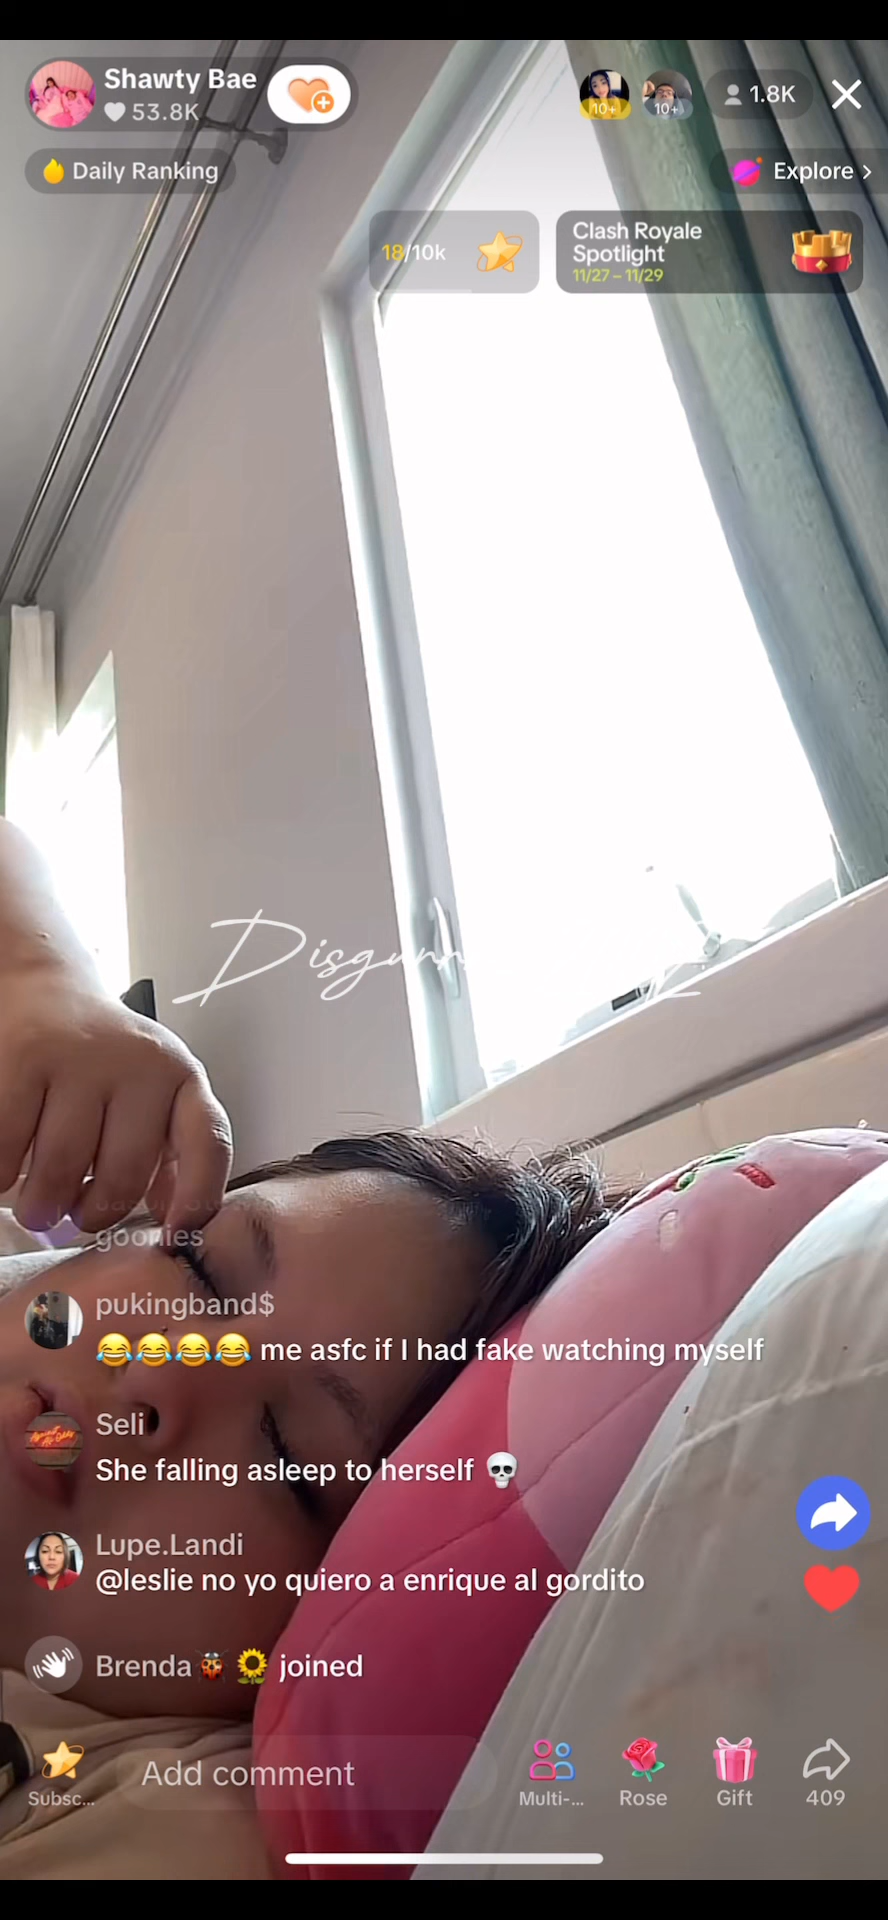 Shawty Bae
53.8K
10+
10+
1.8K
Daily Ranking
Explore
18/10k
Clash Royale
Spotlight
11/27 – 11/29
goonies
pukingband$
😂😂😂😂 me asfc if I had fake watching myself
Seli
She falling asleep to herself 💀
Lupe.Landi
@leslie no yo quiero a enrique al gordito
Brenda🐞🌻 joined
Subsc...
Add comment
Multi-...
Rose
Gift
409